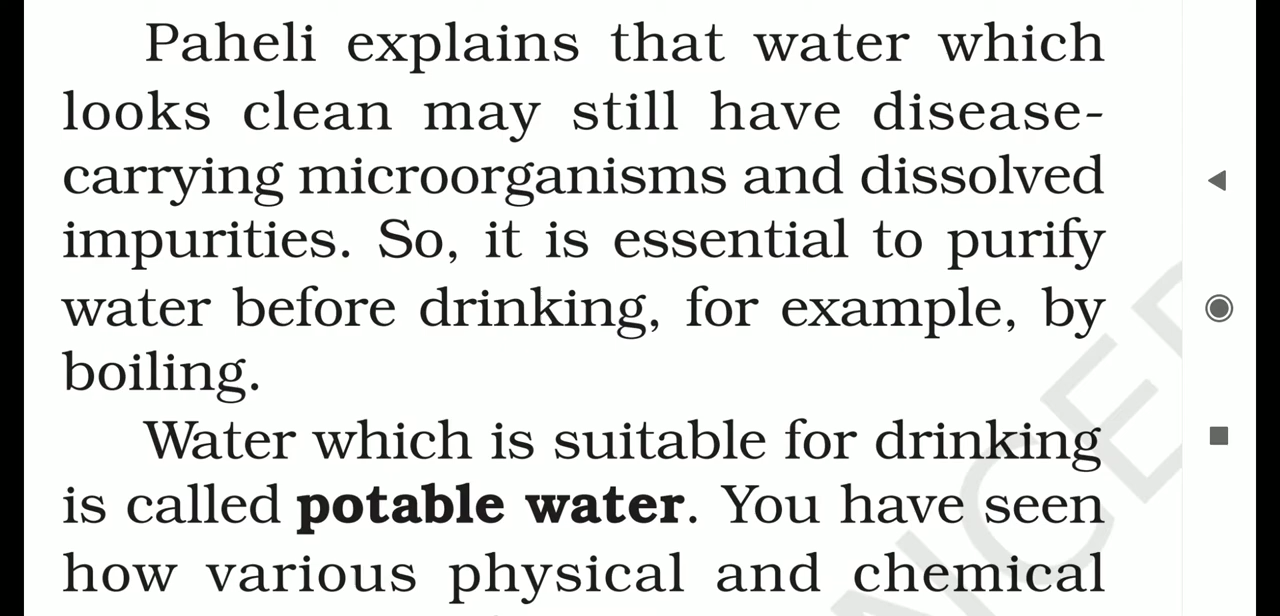 Paheli explains that water which
looks clean may still have disease-
carrying microorganisms and dissolved
impurities. So, it is essential to purify
water before drinking, for example, by
boiling.
Water which is suitable for drinking
is called potable water. You have seen
how various physical and chemical